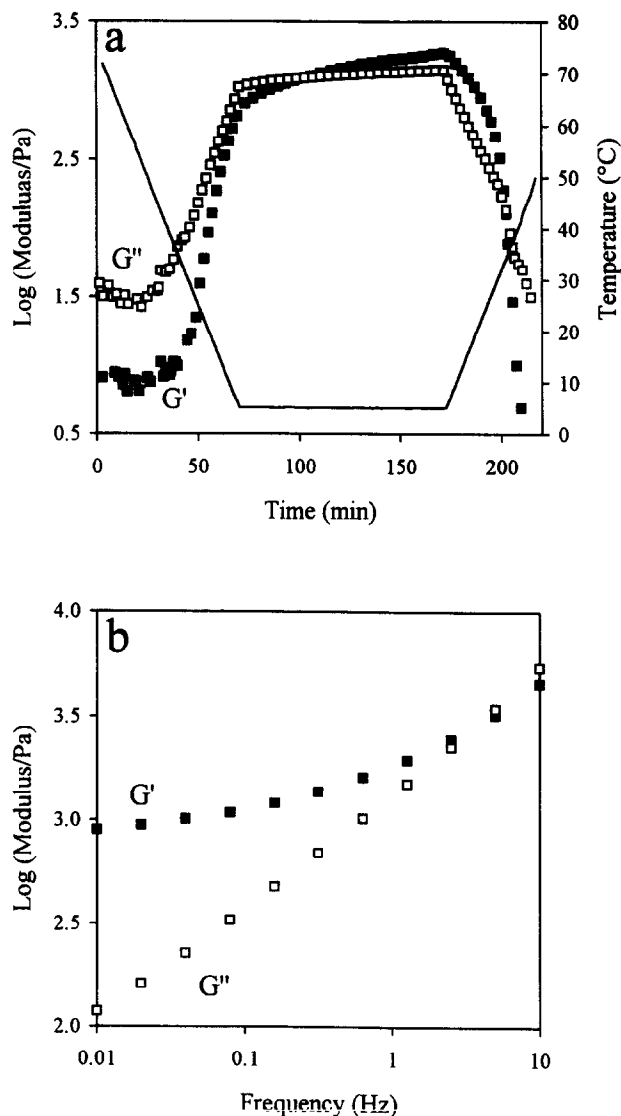 a
3.5
2.5
1.5
0.5
Log (Moduluas/Pa)
80
70
60
50
40
30
20
10
0
Temperature (°C)
G"
G'
0
50
100
150
200
Time (min)
b
4.0
3.5
3.0
2.5
2.0
Log (Modulus/Pa)
G'
G"
0.01
0.1
1
10
Frequency (Hz)